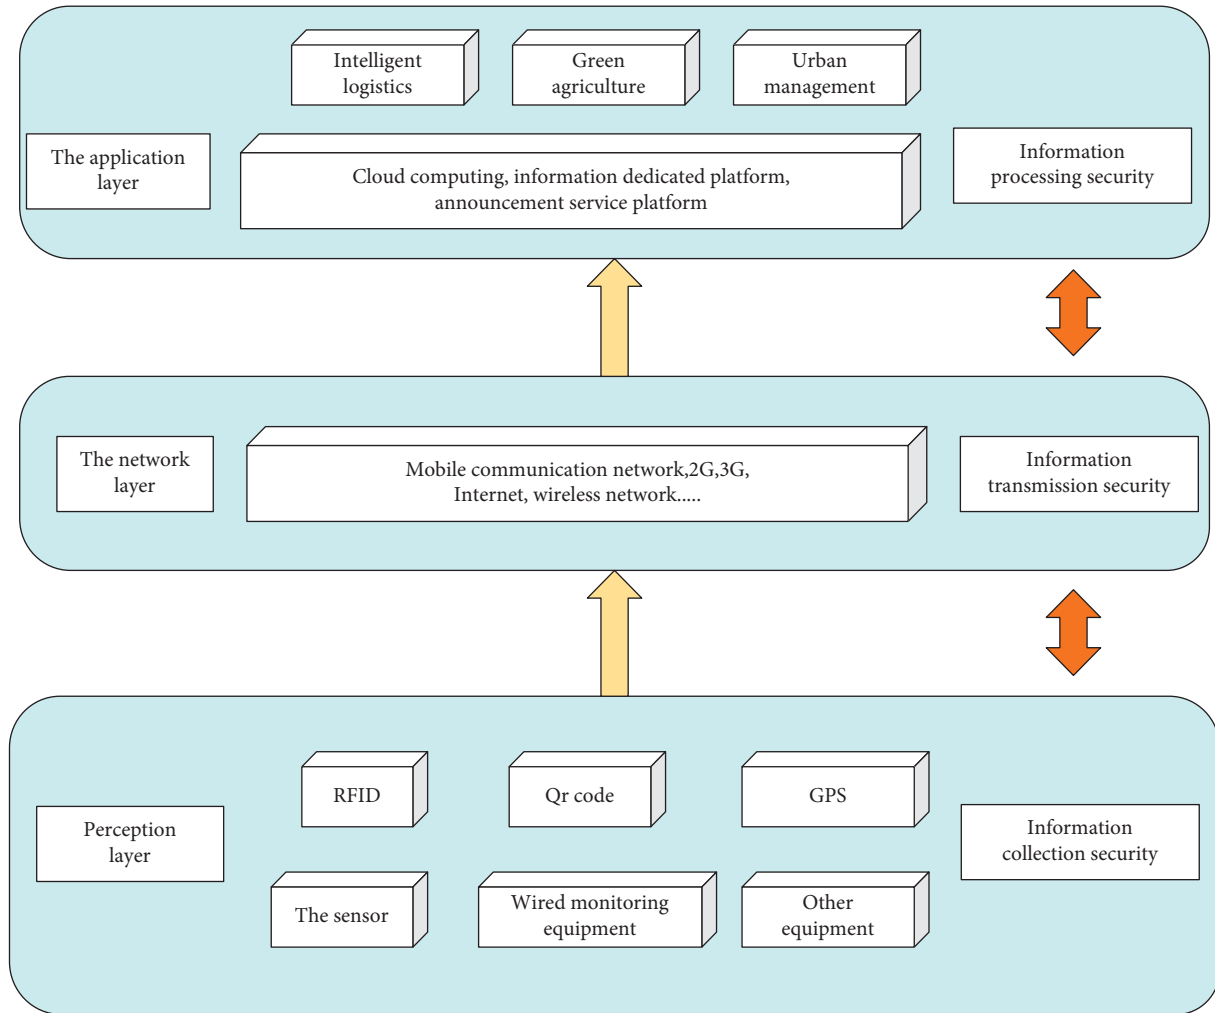 Intelligent
logistics
Green
agriculture
Urban
management
The application
layer
Cloud computing, information dedicated platform,
announcement service platform
Information
processing security
The network
layer
Mobile communication network,2G,3G,
Internet, wireless network.....
Information
transmission security
RFID
Qr code
GPS
Perception
layer
Information
collection security
The sensor
Wired monitoring
equipment
Other
equipment